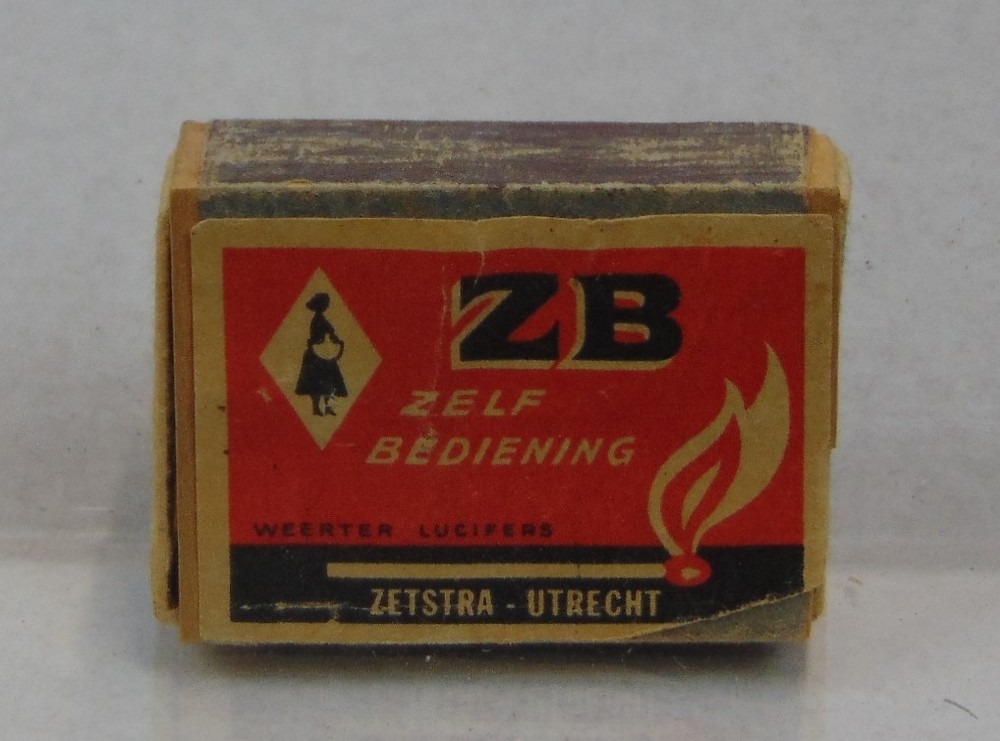 ZB
ZELF
BEDIENING
WEERTER LUCIFERS
ZETSTRA - UTRECHT